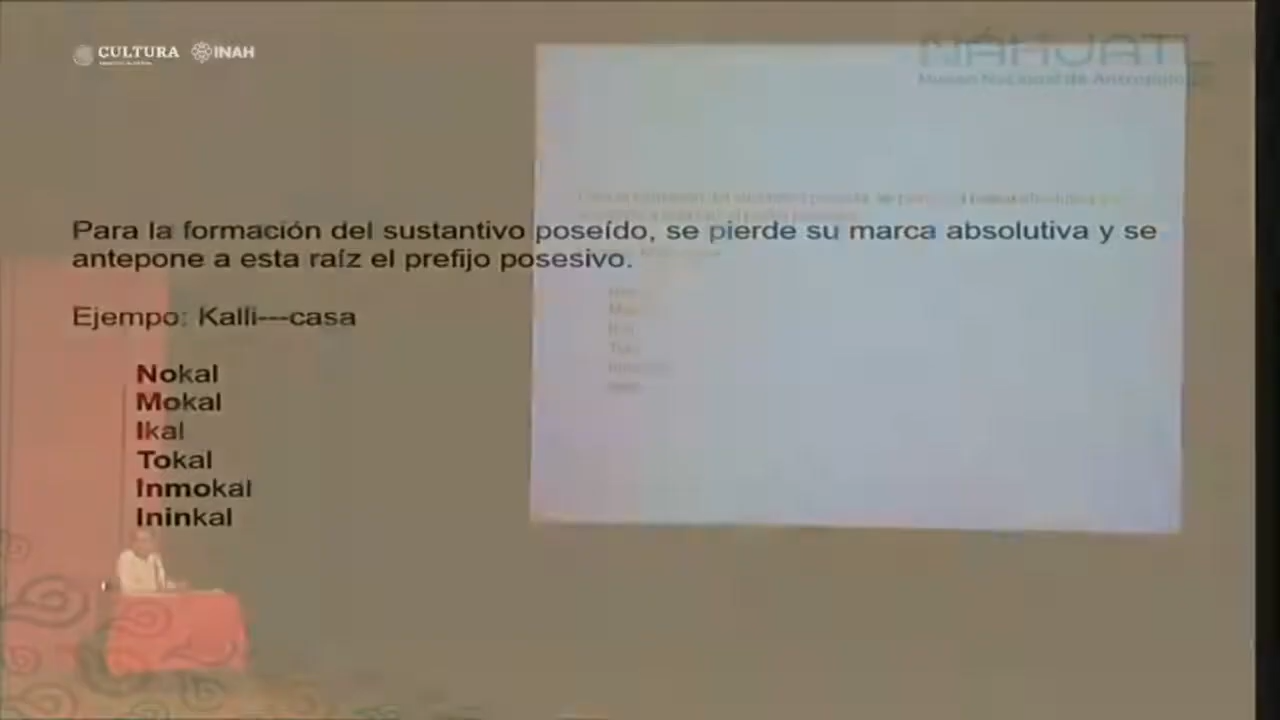 CULTURA INAH
NÁHUATL
Museo Nacional de Antropología
Para la formación del sustantivo poseído, se pierde su marca absolutiva y se
antepone a esta raíz el prefijo posesivo.
Ejempo: Kalli---casa
Nokal
Mokal
Ikal
Tokal
Inmokal
Ininkal